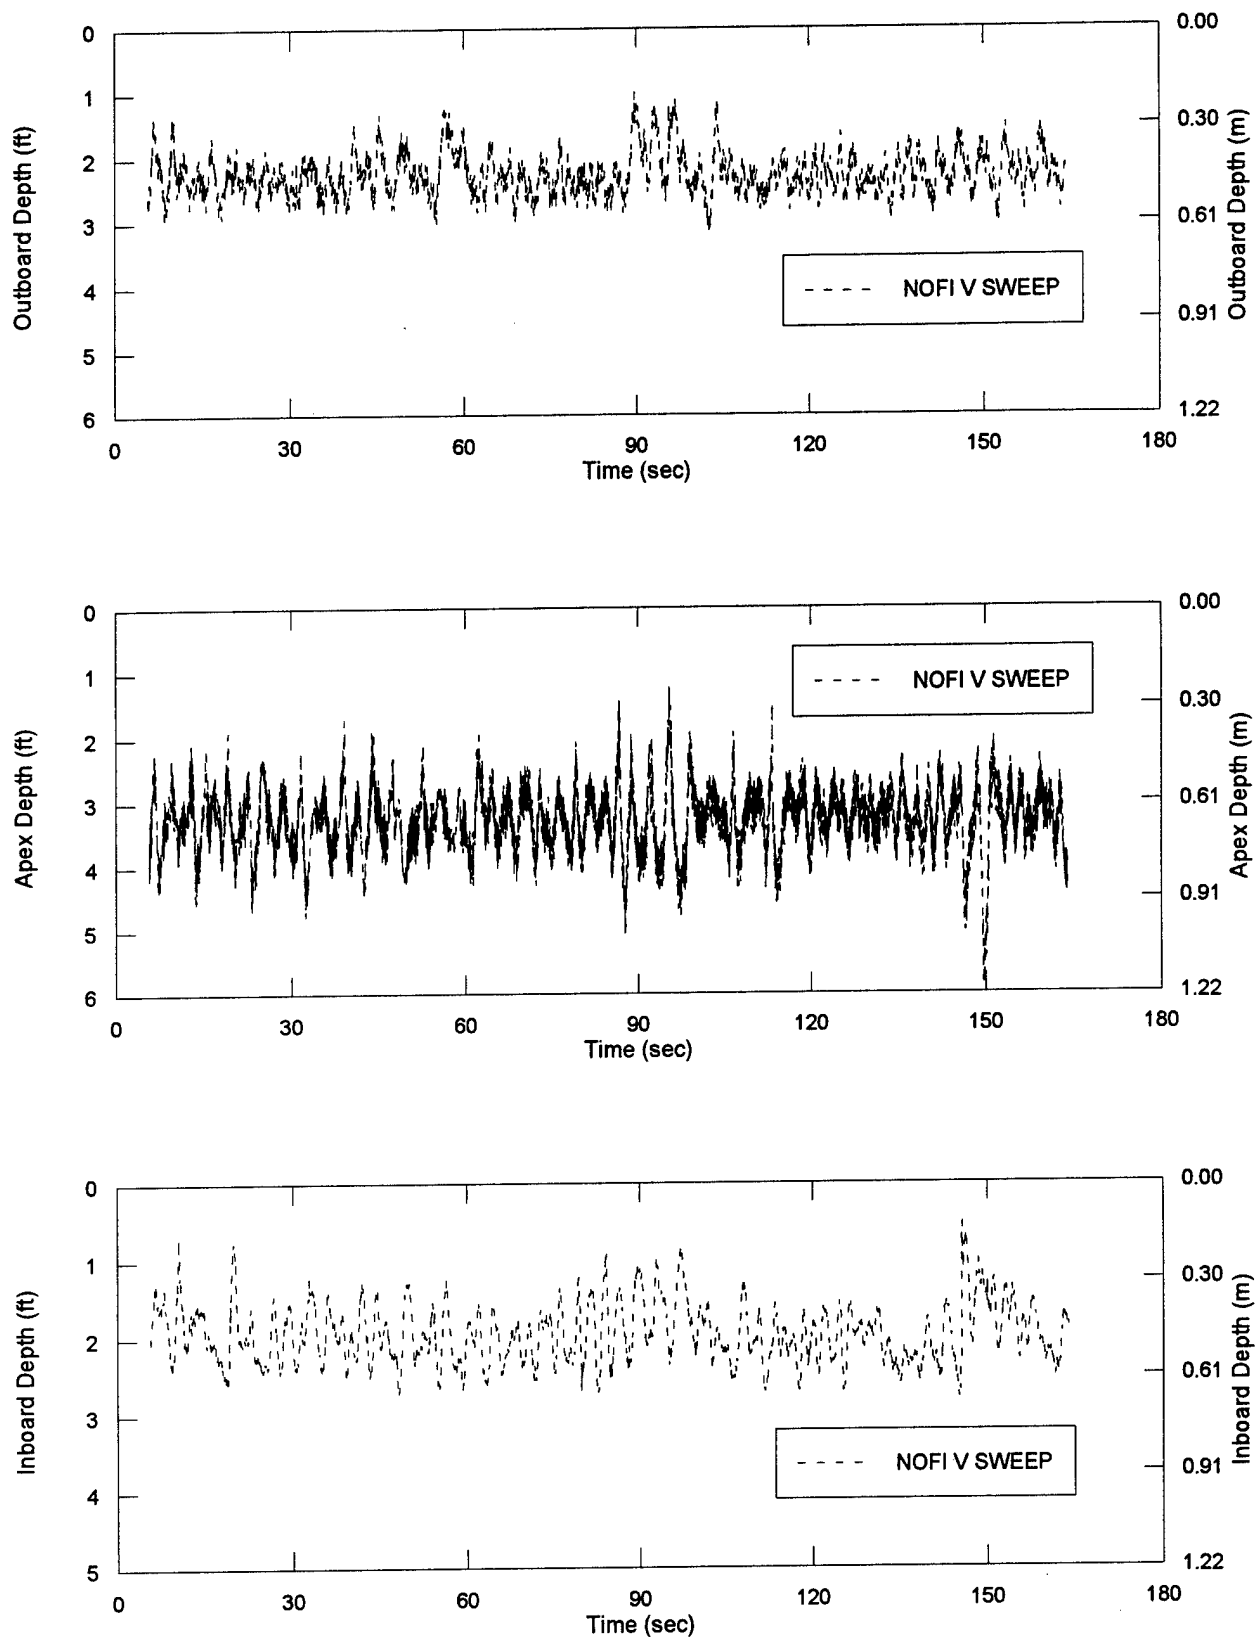 0
1
2
3
4
5
6
Outboard Depth (ft)
0.00
0.30
0.61
0.91
1.22
Outboard Depth (m)
NOFI V SWEEP
0 30 60 90 120 150 180
Time (sec)
0
1
2
3
4
5
6
Apex Depth (ft)
0.00
0.30
0.61
0.91
1.22
Apex Depth (m)
NOFI V SWEEP
0 30 60 90 120 150 180
Time (sec)
0
1
2
3
4
5
Inboard Depth (ft)
0.00
0.30
0.61
0.91
1.22
Inboard Depth (m)
NOFI V SWEEP
0 30 60 90 120 150 180
Time (sec)